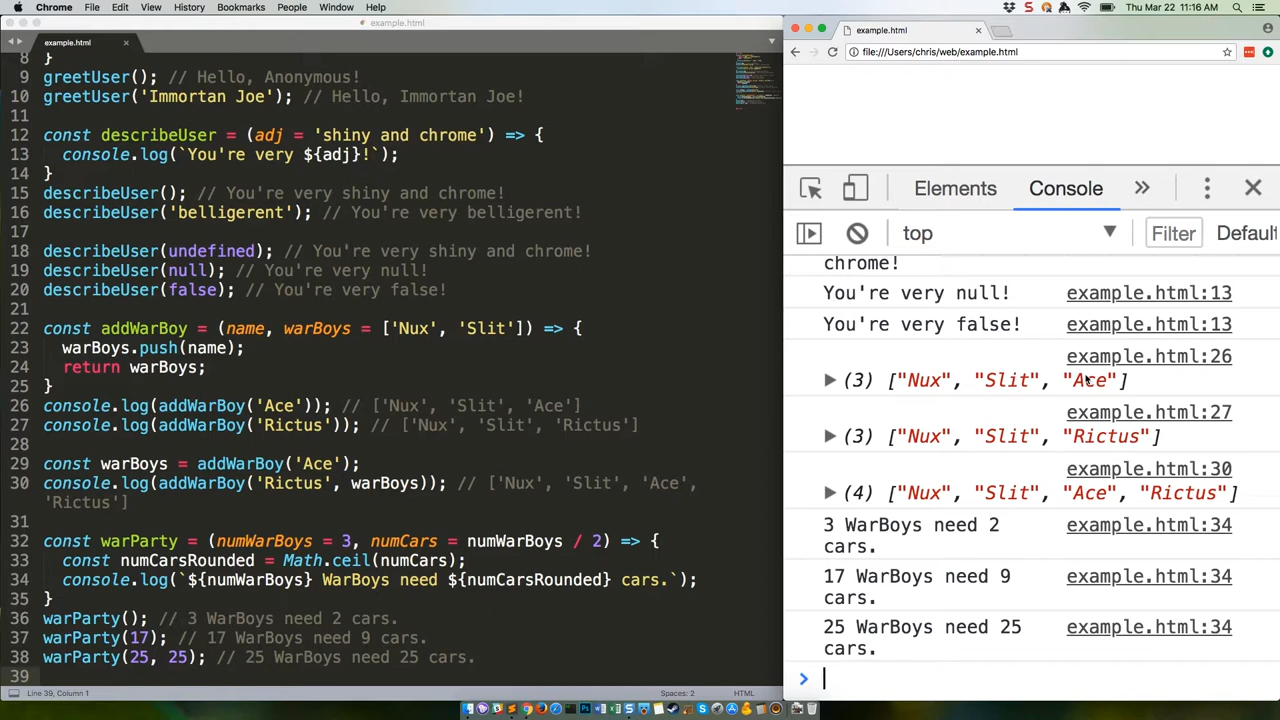 Chrome File Edit View History Bookmarks People Window Help Thu Mar 22 11:16 AM
example.html
example.html
8 }
9 greetUser(); // Hello, Anonymous!
10 greetUser('Immortan Joe'); // Hello, Immortan Joe!
11
12 const describeUser = (adj = 'shiny and chrome') => {
13 console.log(`You're very ${adj}!`);
14 }
15 describeUser(); // You're very shiny and chrome!
16 describeUser('belligerent'); // You're very belligerent!
17
18 describeUser(undefined); // You're very shiny and chrome!
19 describeUser(null); // You're very null!
20 describeUser(false); // You're very false!
21
22 const addWarBoy = (name, warBoys = ['Nux', 'Slit']) => {
23 warBoys.push(name);
24 return warBoys;
25 }
26 console.log(addWarBoy('Ace')); // ['Nux', 'Slit', 'Ace']
27 console.log(addWarBoy('Rictus')); // ['Nux', 'Slit', 'Rictus']
28
29 const warBoys = addWarBoy('Ace');
30 console.log(addWarBoy('Rictus', warBoys)); // ['Nux', 'Slit', 'Ace',
'Rictus']
31
32 const warParty = (numWarBoys = 3, numCars = numWarBoys / 2) => {
33 const numCarsRounded = Math.ceil(numCars);
34 console.log(`${numWarBoys} WarBoys need ${numCarsRounded} cars.`);
35 }
36 warParty(); // 3 WarBoys need 2 cars.
37 warParty(17); // 17 WarBoys need 9 cars.
38 warParty(25, 25); // 25 WarBoys need 25 cars.
39
Line 39, Column 1 Spaces: 2 HTML
example.html
file:///Users/chris/web/example.html
Elements Console
top Filter Default
chrome!
You're very null! example.html:13
You're very false! example.html:13
example.html:26
(3) ["Nux", "Slit", "Ace"]
example.html:27
(3) ["Nux", "Slit", "Rictus"]
example.html:30
(4) ["Nux", "Slit", "Ace", "Rictus"]
3 WarBoys need 2 example.html:34
cars.
17 WarBoys need 9 example.html:34
cars.
25 WarBoys need 25 example.html:34
cars.